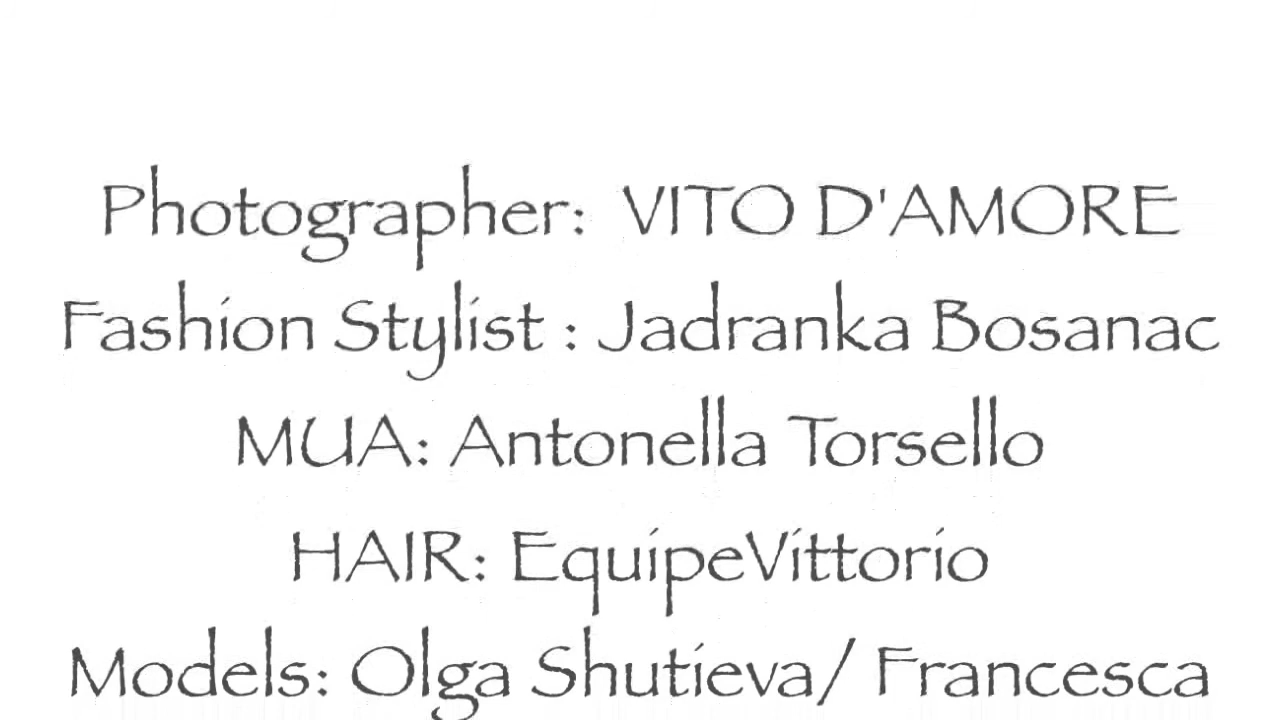 Photographer: VITO D'AMORE
Fashion Stylist : Jadranka Bosanac
MUA: Antonella Torsello
HAIR: EquipeVittorio
Models: Olga Shutieva/ Francesca